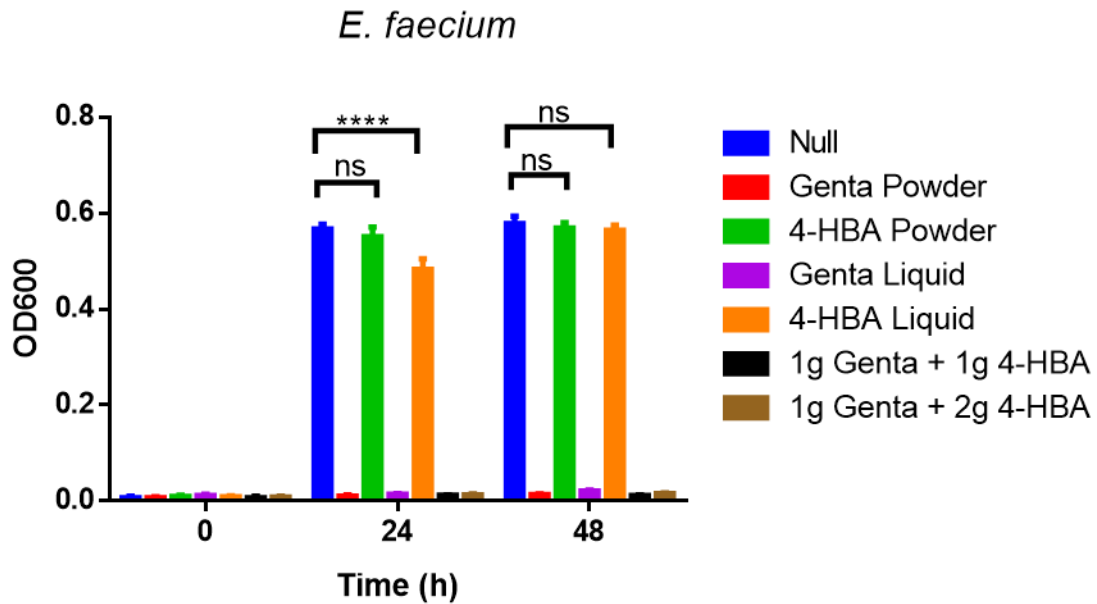 E. faecium
OD600
0.8
0.6
0.4
0.2
0.0
****
ns
ns
ns
0
24
48
Time (h)
Null
Genta Powder
4-HBA Powder
Genta Liquid
4-HBA Liquid
1g Genta + 1g 4-HBA
1g Genta + 2g 4-HBA